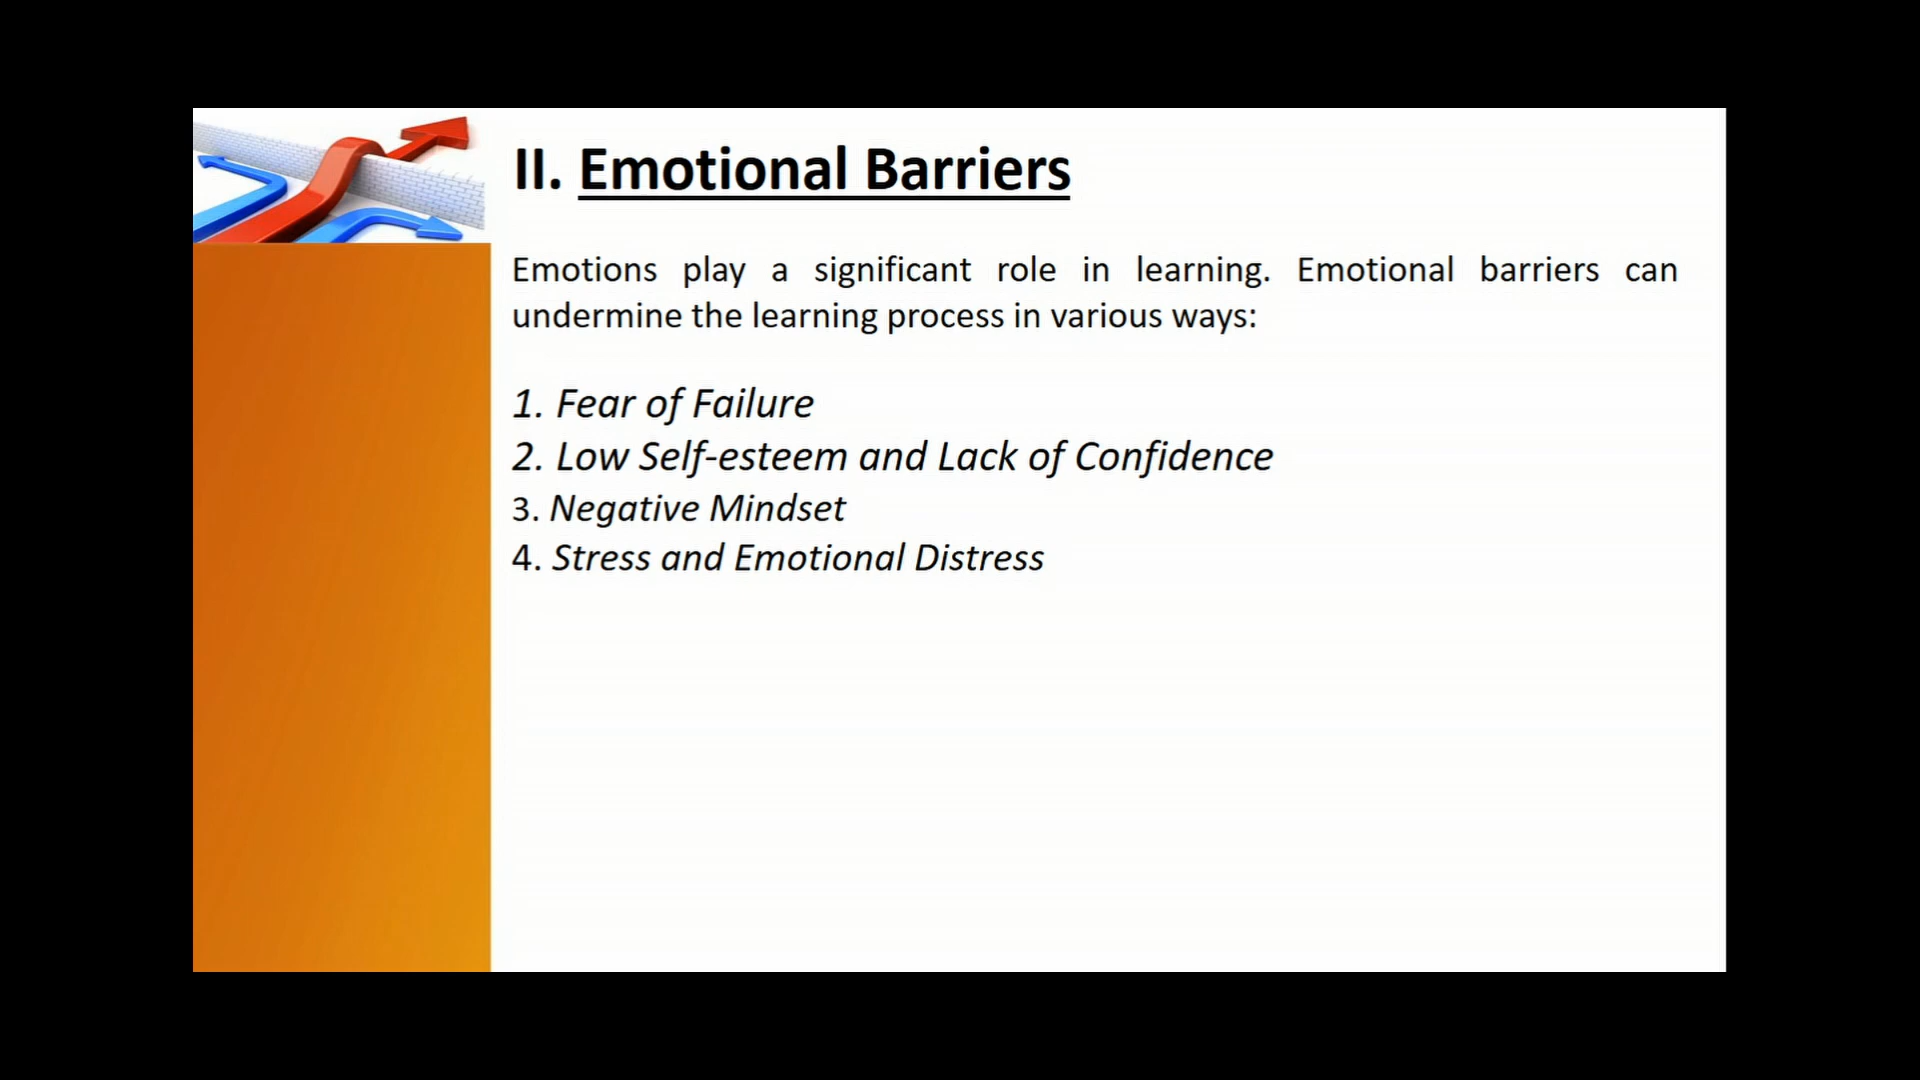 II. Emotional Barriers
Emotions play a significant role in learning. Emotional barriers can
undermine the learning process in various ways:
1. Fear of Failure
2. Low Self-esteem and Lack of Confidence
3. Negative Mindset
4. Stress and Emotional Distress